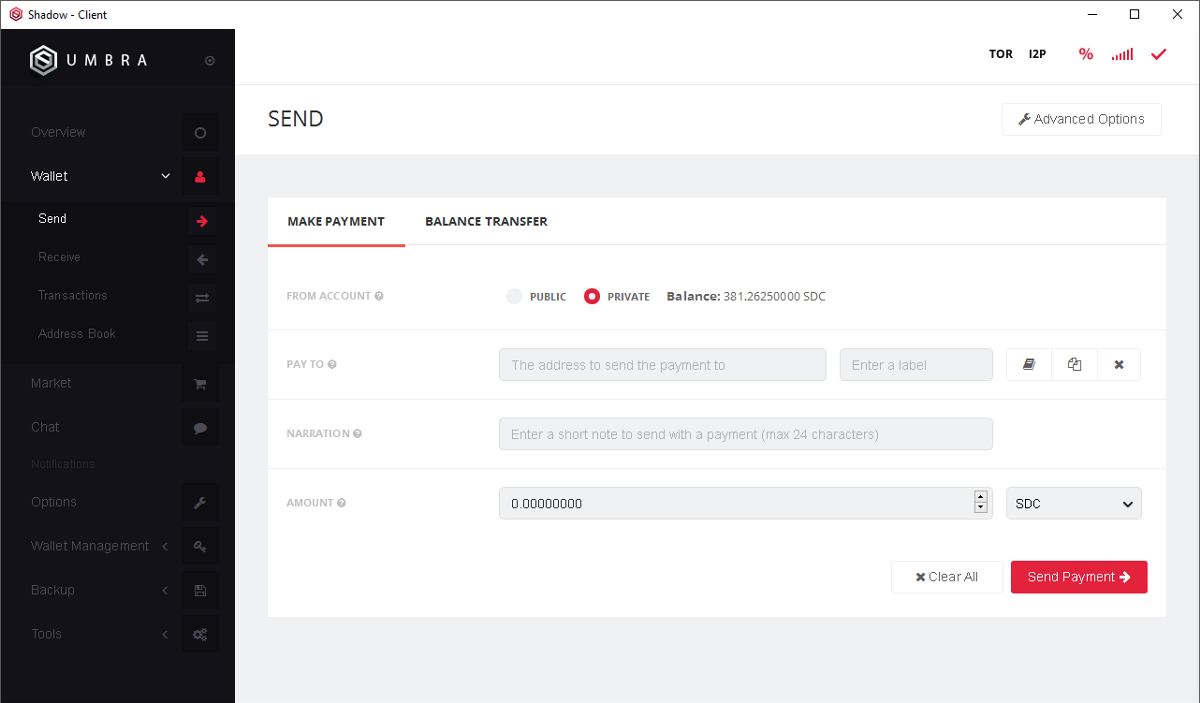 Shadow - Client
UMBRA
TOR I2P %
Overview
Wallet
Send
Receive
Transactions
Address Book
Market
Chat
Notifications
Options
Wallet Management
Backup
Tools
SEND
Advanced Options
MAKE PAYMENT BALANCE TRANSFER
FROM ACCOUNT PUBLIC PRIVATE Balance: 381.26250000 SDC
PAY TO The address to send the payment to Enter a label
NARRATION Enter a short note to send with a payment (max 24 characters)
AMOUNT 0.00000000 SDC
Clear All Send Payment